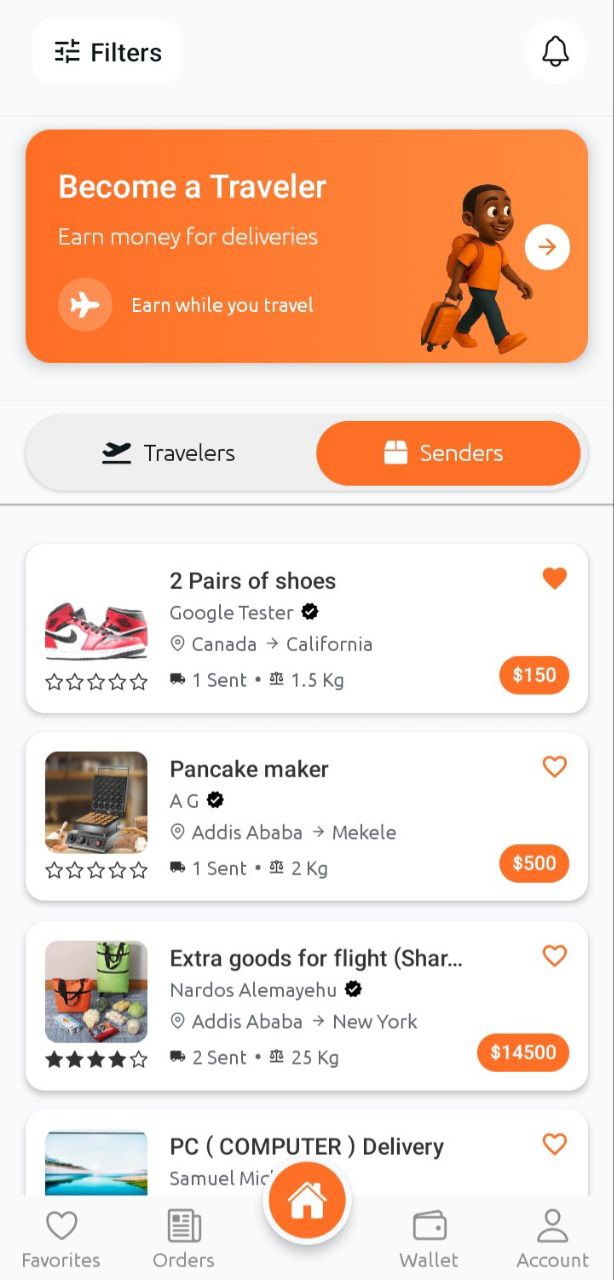 Filters
Become a Traveler
Earn money for deliveries
Earn while you travel
Travelers
Senders
2 Pairs of shoes
Google Tester
Canada → California
1 Sent • 1.5 Kg
$150
Pancake maker
A G
Addis Ababa → Mekele
1 Sent • 2 Kg
$500
Extra goods for flight (Shar...
Nardos Alemayehu
Addis Ababa → New York
2 Sent • 25 Kg
$14500
PC ( COMPUTER ) Delivery
Samuel
Favorites
Orders
Wallet
Account